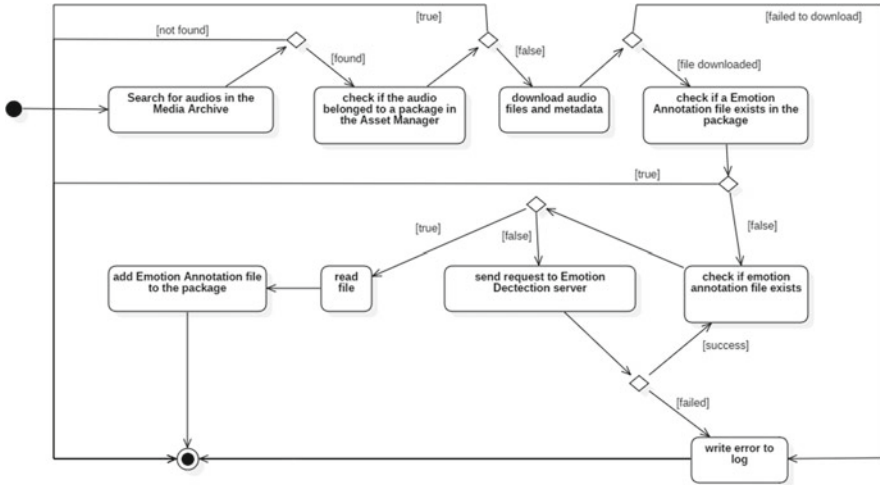 [true]
[failed to download]
[not found]
[found]
[false]
[file downloaded]
Search for audios in the
Media Archive
check if the audio
belonged to a package in
the Asset Manager
download audio
files and metadata
check if a Emotion
Annotation file exists in the
package
[true]
[true]
[false]
[false]
add Emotion Annotation file
to the package
read
file
send request to Emotion
Dectection server
check if emotion
annotation file exists
[success]
[failed]
write error to
log